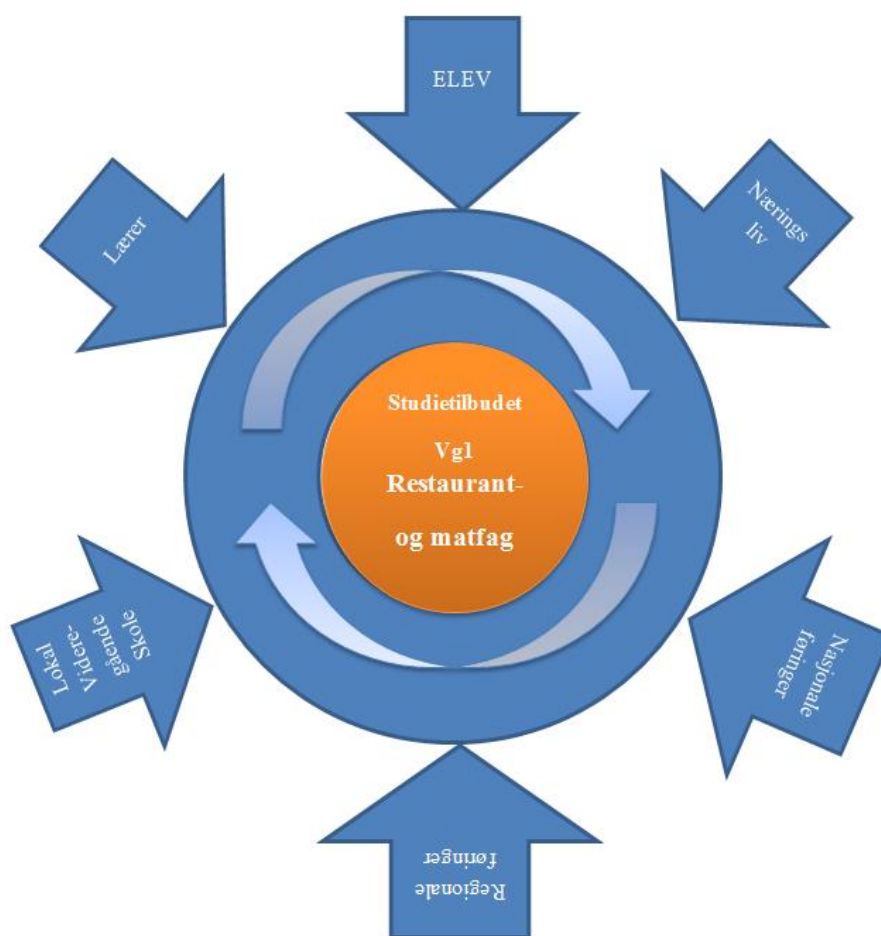 ELEV
Nærings
liv
Nasjonale
føringer
Regionale
føringer
Lokal
Videre-
gående
Skole
Lærer
Studietilbudet
Vg1
Restaurant-
og matfag